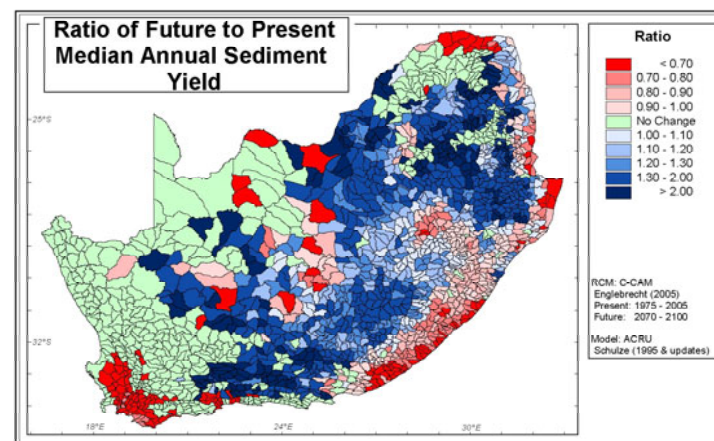 Ratio of Future to Present
Median Annual Sediment
Yield
Ratio
< 0.70
0.70 - 0.80
0.80 - 0.90
0.90 - 1.00
No Change
1.00 - 1.10
1.10 - 1.20
1.20 - 1.30
1.30 - 2.00
> 2.00
RCM: C-CAM
Englebrecht (2005)
Present: 1975 - 2005
Future: 2070 - 2100
Model: ACRU
Schulze (1995 & updates)
32°S
18°E
24°E
30°E